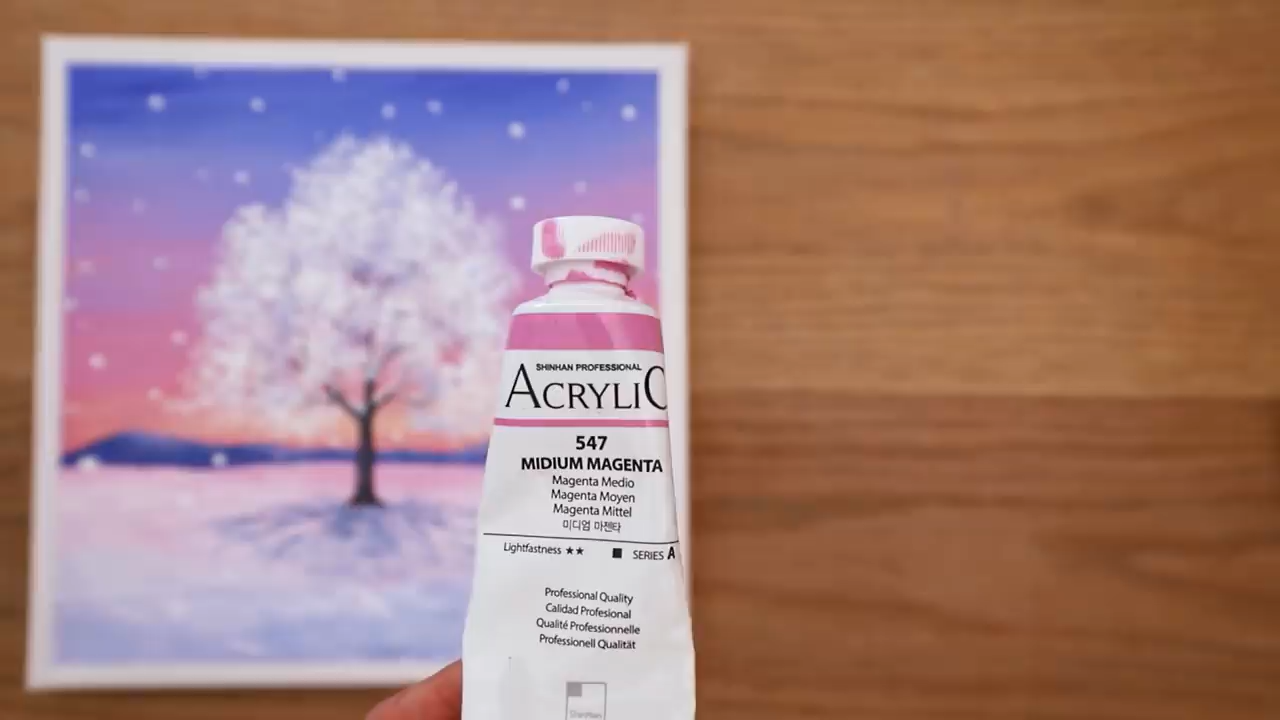 SHINHAN PROFESSIONAL
ACRYLIC
547
MIDIUM MAGENTA
Magenta Medio
Magenta Moyen
Magenta Mittel
미디엄 마젠타
Lightfastness ★★ ■ SERIES A
Professional Quality
Calidad Profesional
Qualité Professionnelle
Professionell Qualität
ShinHan